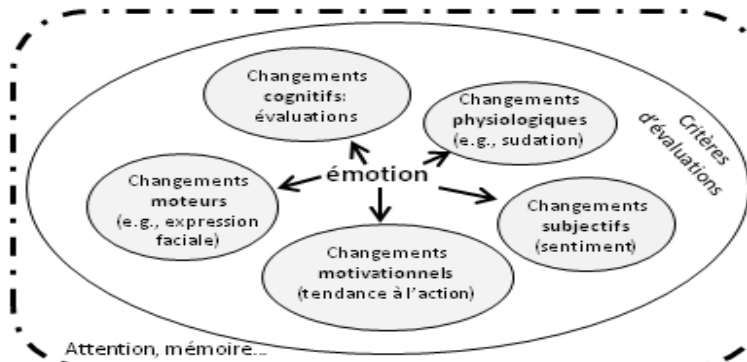 Changements
cognitifs:
évaluations
Changements
physiologiques
(e.g., sudation)
Critères
d'évaluations
émotion
Changements
moteurs
(e.g., expression
faciale)
Changements
subjectifs
(sentiment)
Changements
motivationnels
(tendance à l'action)
Attention, mémoire...